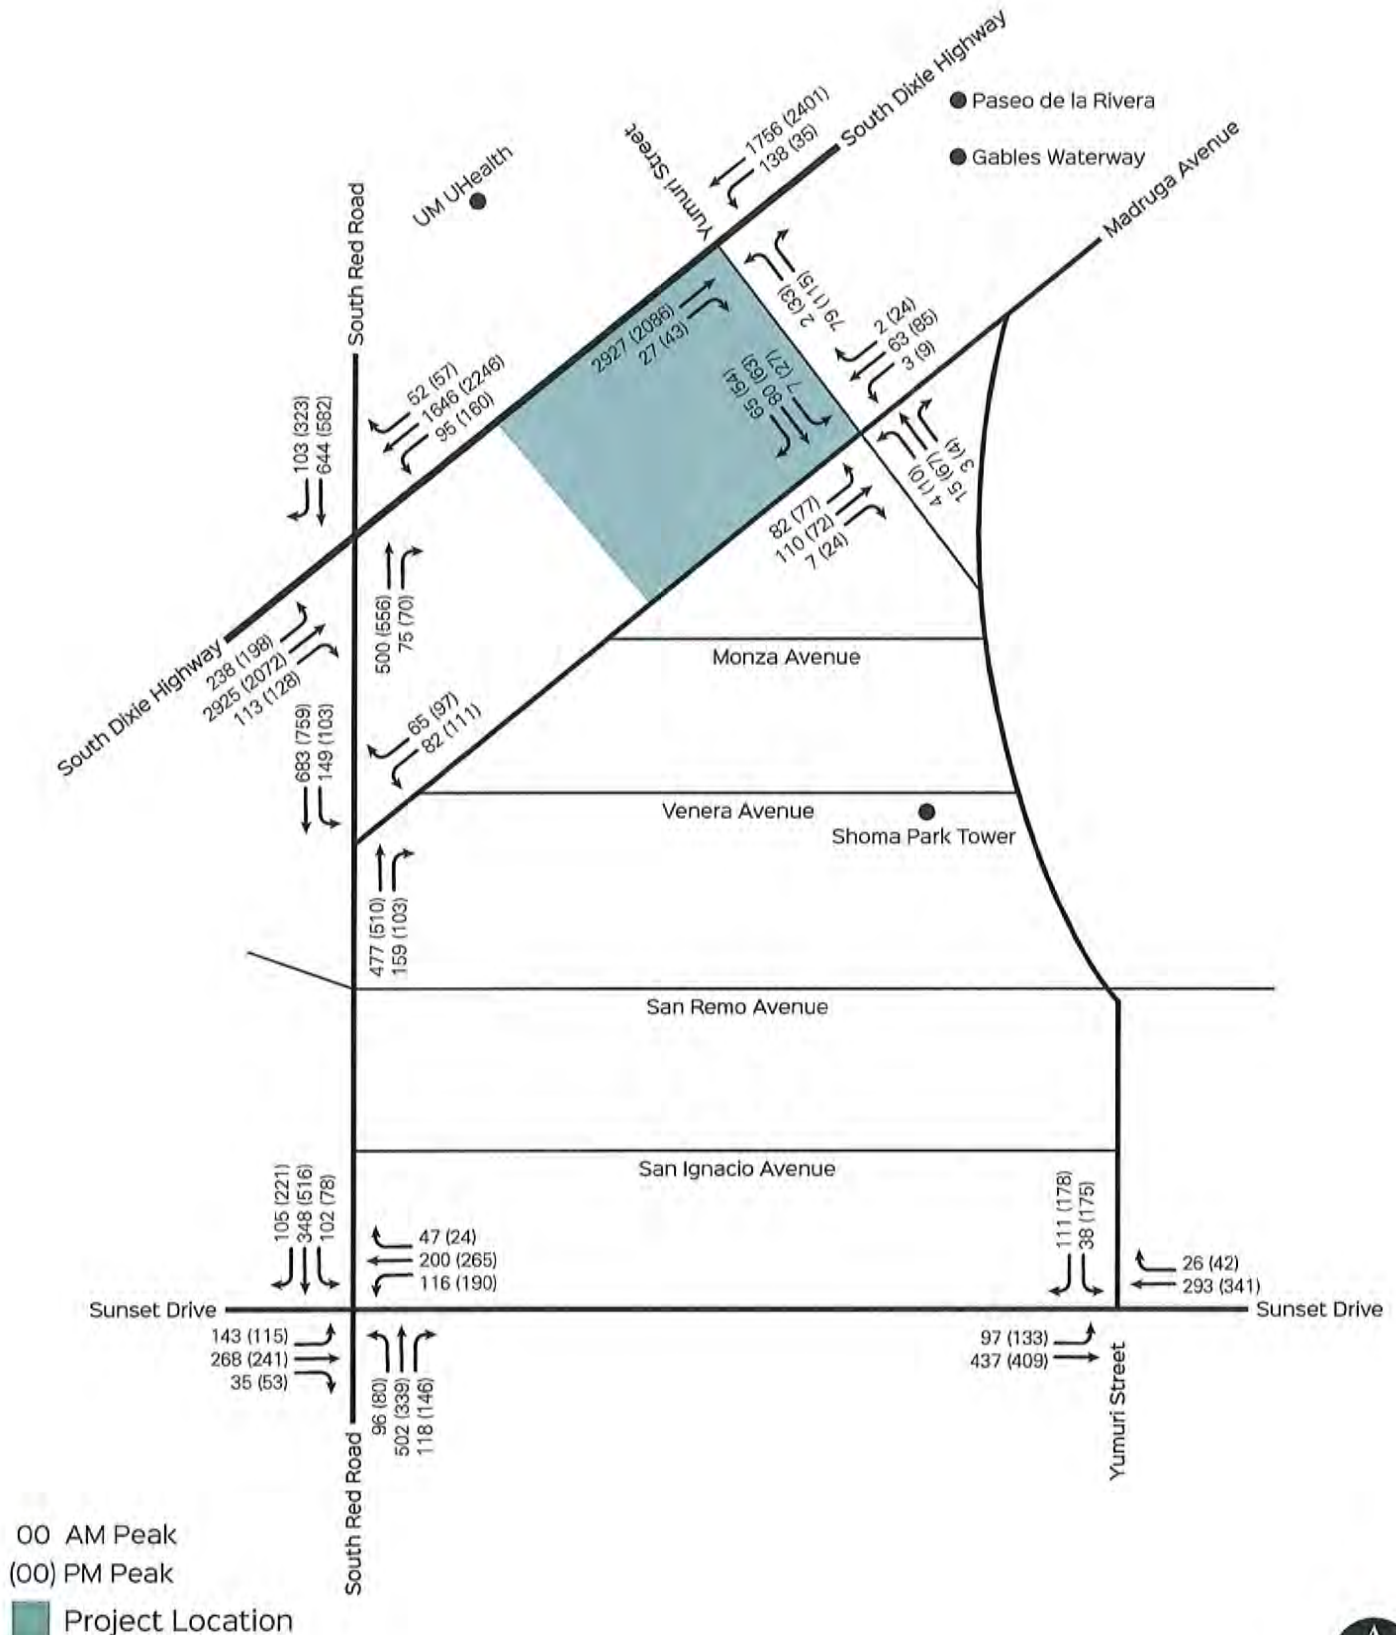 South Dixie Highway
Paseo de la Rivera
Gables Waterway
Madruga Avenue
Yumuri Street
1756 (2401)
138 (35)
UM UHealth
South Red Road
2 (33)
79 (115)
2927 (2086)
27 (43)
2 (24)
63 (85)
3 (9)
65 (54)
80 (63)
7 (27)
52 (57)
1646 (2246)
95 (160)
103 (323)
644 (582)
4 (10)
15 (67)
3 (4)
82 (77)
110 (72)
7 (24)
500 (556)
75 (70)
South Dixie Highway
238 (198)
2925 (2072)
113 (128)
Monza Avenue
683 (759)
149 (103)
65 (97)
82 (111)
Venera Avenue
Shoma Park Tower
477 (510)
159 (103)
San Remo Avenue
San Ignacio Avenue
105 (221)
348 (516)
102 (78)
47 (24)
200 (265)
116 (190)
111 (178)
38 (175)
26 (42)
293 (341)
Sunset Drive
Sunset Drive
143 (115)
268 (241)
35 (53)
96 (80)
502 (339)
118 (146)
97 (133)
437 (409)
Yumuri Street
South Red Road
00 AM Peak
(00) PM Peak
Project Location